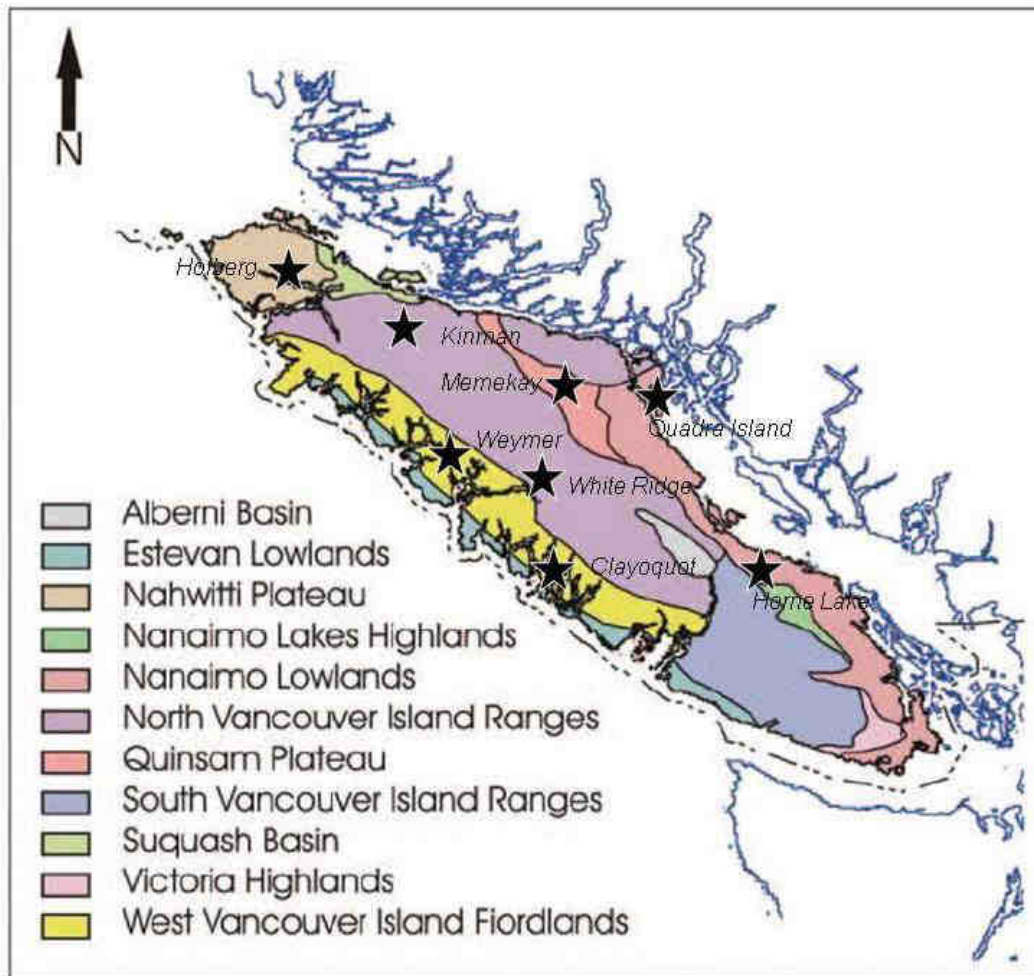 N
Holberg
Kinman
Memekay
Quadra Island
Weymer
White Ridge
Clayoquot
Horne Lake
Alberni Basin
Estevan Lowlands
Nahwitti Plateau
Nanaimo Lakes Highlands
Nanaimo Lowlands
North Vancouver Island Ranges
Quinsam Plateau
South Vancouver Island Ranges
Suquash Basin
Victoria Highlands
West Vancouver Island Fiordlands